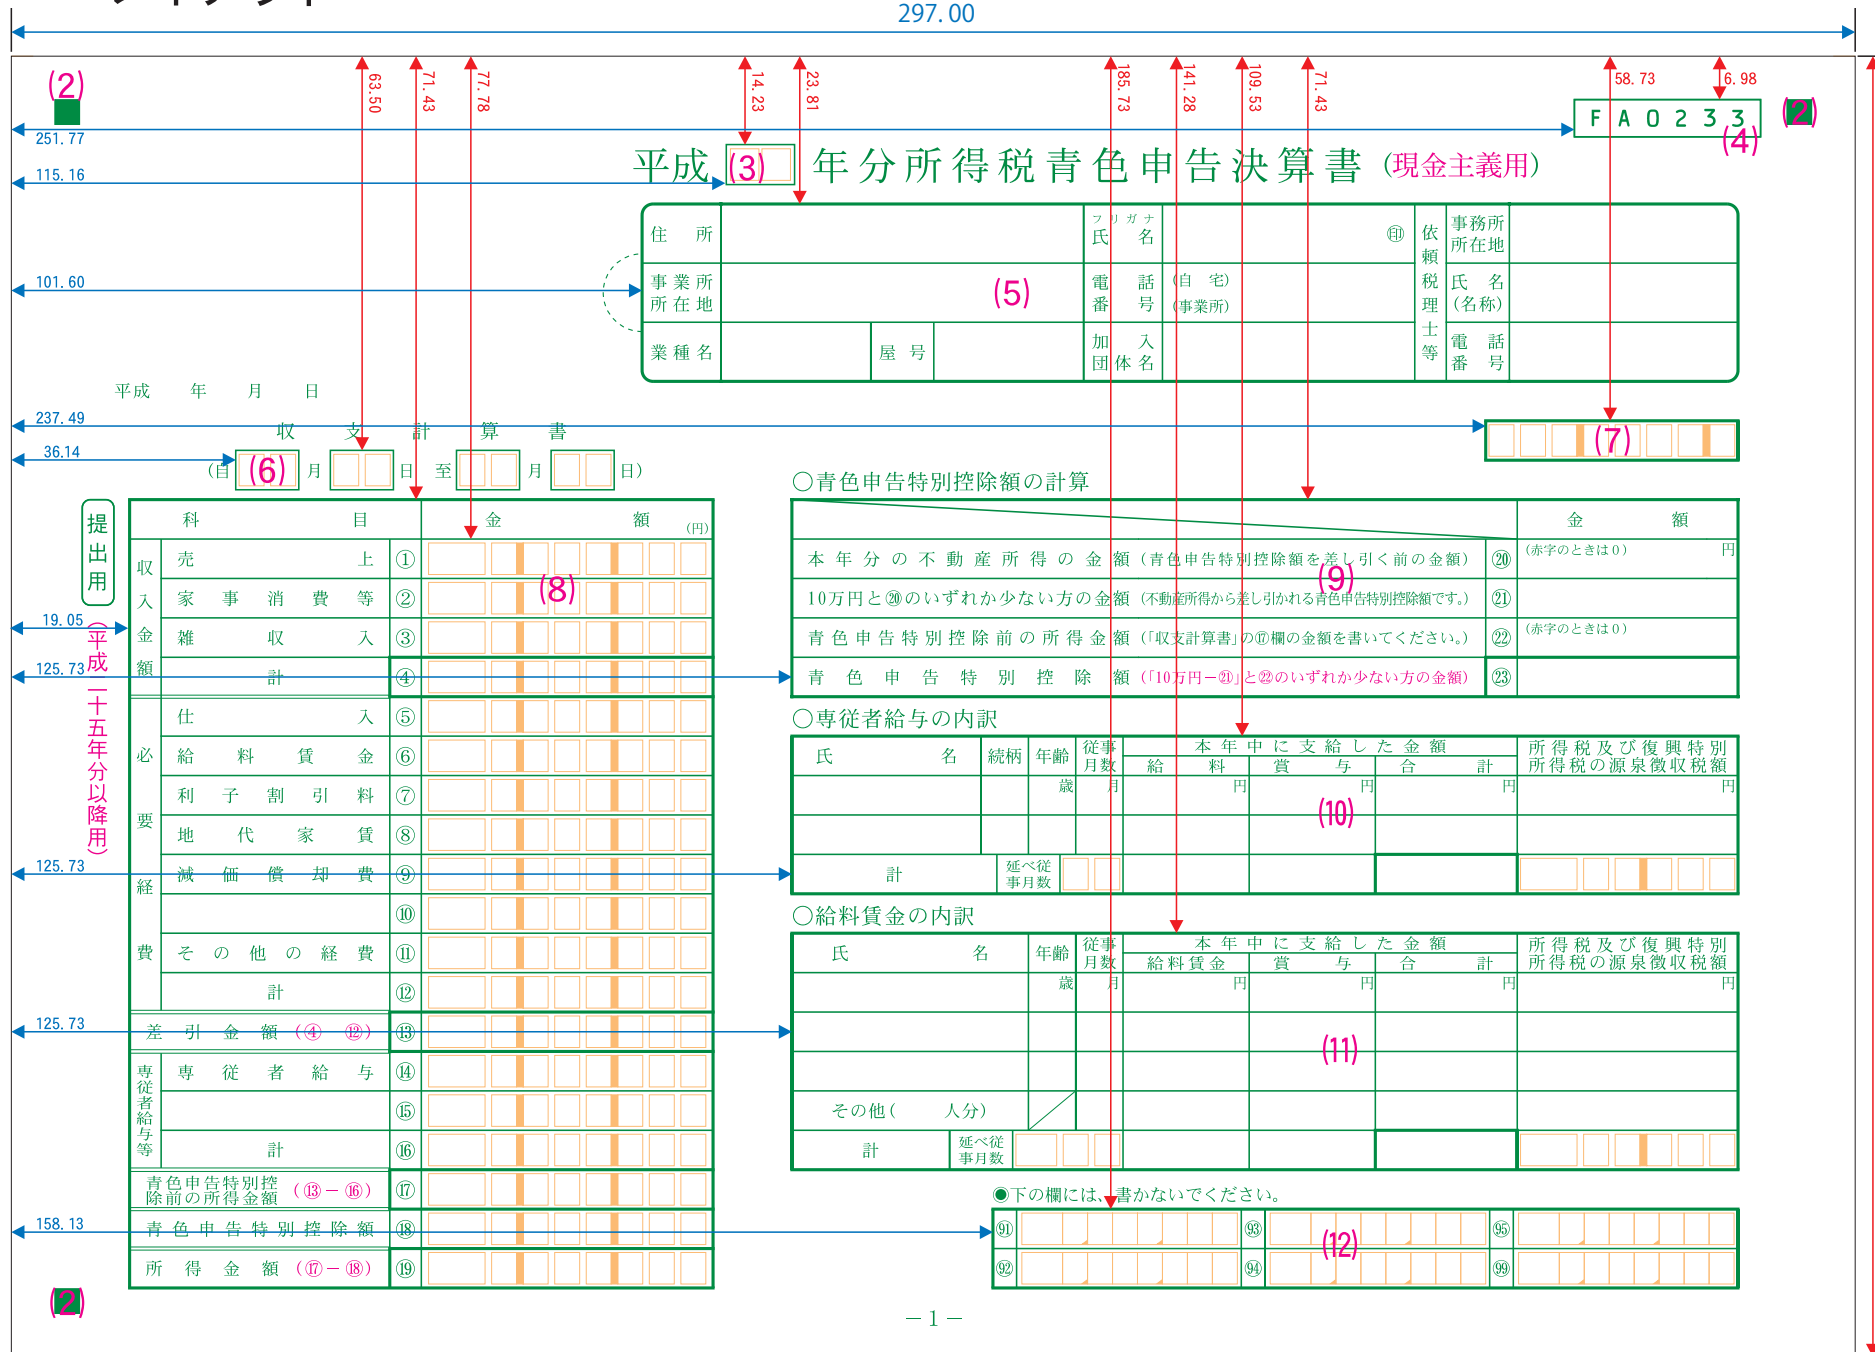 297.00
63.50
71.43
77.78
14.23
23.81
185.73
141.28
109.53
71.43
58.73
6.98
(2)
(2)
251.77
FA0233
(4)
115.16
平成 (3) 年分所得税青色申告決算書 (現金主義用)
住所
フリガナ
氏名
㊞
依頼税理士等
事務所所在地
101.60
事業所所在地
(5)
電話番号
(自宅)
(事業所)
氏名(名称)
業種名
屋号
加入団体名
電話番号
平成 年 月 日
237.49
(7)
収支計算書
36.14
(自 (6) 月 日 至 月 日)
提出用
(平成二十五年分以降用)
科目 金額 (円)
収入金額
売上 ①
(8)
家事消費等 ②
19.05
雑収入 ③
125.73
計 ④
必要経費
仕入 ⑤
給料賃金 ⑥
利子割引料 ⑦
地代家賃 ⑧
125.73
減価償却費 ⑨
⑩
その他の経費 ⑪
計 ⑫
125.73
差引金額 (④ ⑫) ⑬
専従者給与等
専従者給与 ⑭
⑮
計 ⑯
青色申告特別控除前の所得金額 (⑬-⑯) ⑰
158.13
青色申告特別控除額 ⑱
所得金額 (⑰-⑱) ⑲
○青色申告特別控除額の計算
金額
本年分の不動産所得の金額 (青色申告特別控除額を差し引く前の金額) ⑳ (赤字のときは0) 円
(9)
10万円と⑳のいずれか少ない方の金額 (不動産所得から差し引かれる青色申告特別控除額です。) ㉑
青色申告特別控除前の所得金額 (「収支計算書」の⑰欄の金額を書いてください。) ㉒ (赤字のときは0)
青色申告特別控除額 (「10万円-㉑」と㉒のいずれか少ない方の金額) ㉓
○専従者給与の内訳
氏名 続柄 年齢 従事月数 本年中に支給した金額 所得税及び復興特別所得税の源泉徴収税額
給料 賞与 合計
歳 月 円 円 円 円
(10)
計 延べ従事月数
○給料賃金の内訳
氏名 年齢 従事月数 本年中に支給した金額 所得税及び復興特別所得税の源泉徴収税額
給料賃金 賞与 合計
歳 月 円 円 円 円
(11)
その他( 人分)
計 延べ従事月数
●下の欄には、書かないでください。
91 93 95
(12)
92 94 99
(2)
－1－